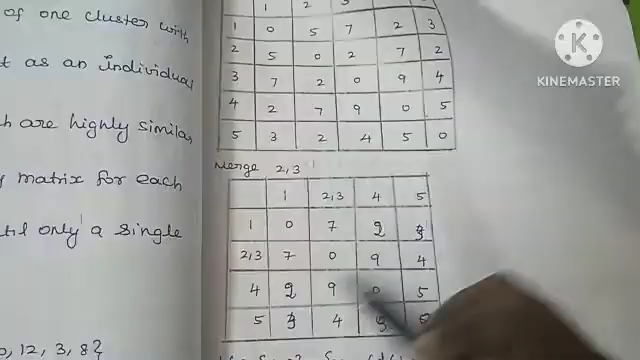 of one cluster with
t as an individual
h are highly similar
y matrix for each
til only a single
0, 12, 3, 8}
1 2
1 0 5 7 2 3
2 5 0 2 7 2
3 7 2 0 9 4
4 2 7 9 0 5
5 3 2 4 5 0
Merge 2,3
1 2,3 4 5
1 0 7 2 3
2,3 7 0 9 4
4 2 9 0 5
5 3 4 5 0
KINEMASTER